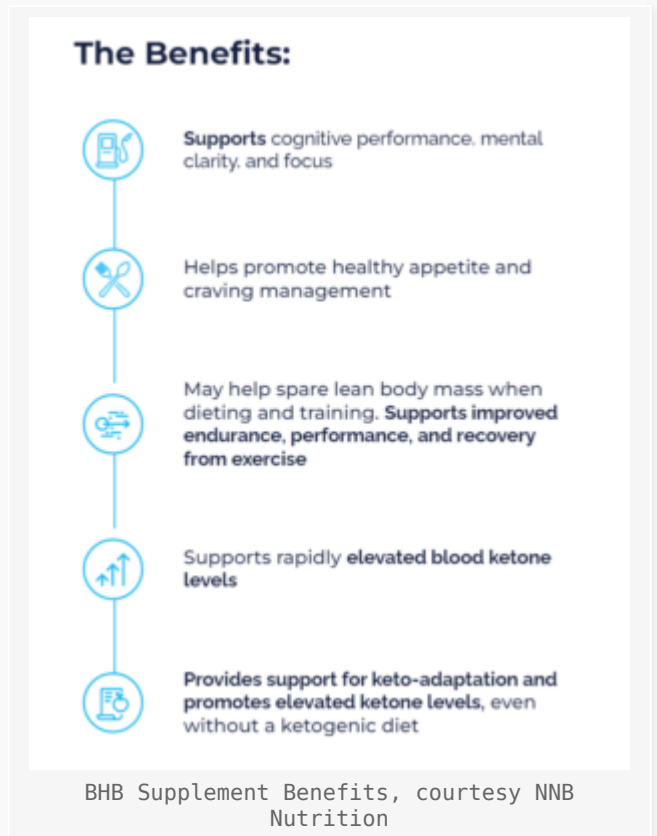 The Benefits:
Supports cognitive performance, mental
clarity, and focus
Helps promote healthy appetite and
craving management
May help spare lean body mass when
dieting and training. Supports improved
endurance, performance, and recovery
from exercise
Supports rapidly elevated blood ketone
levels
Provides support for keto-adaptation and
promotes elevated ketone levels, even
without a ketogenic diet
BHB Supplement Benefits, courtesy NNB
Nutrition